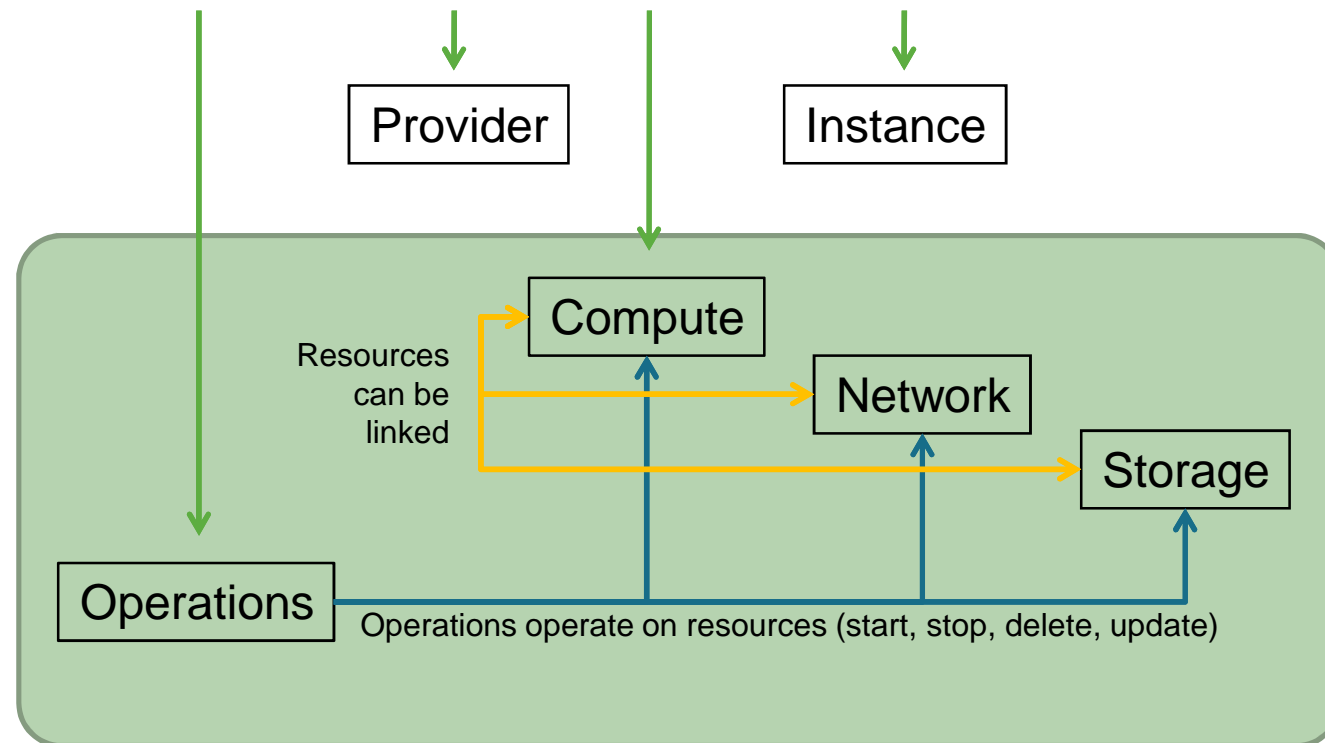 Provider
Instance
Compute
Resources
can be
linked
Network
Storage
Operations
Operations operate on resources (start, stop, delete, update)